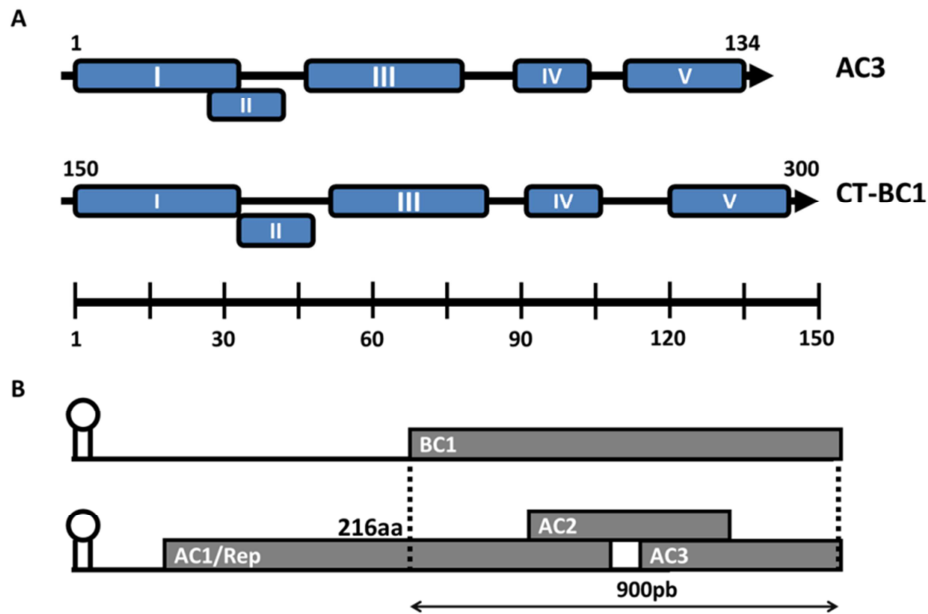 A
1 134
I III IV V AC3
II
150 300
I III IV V CT-BC1
II
1 30 60 90 120 150
B
BC1
216aa AC2
AC1/Rep AC3
900pb